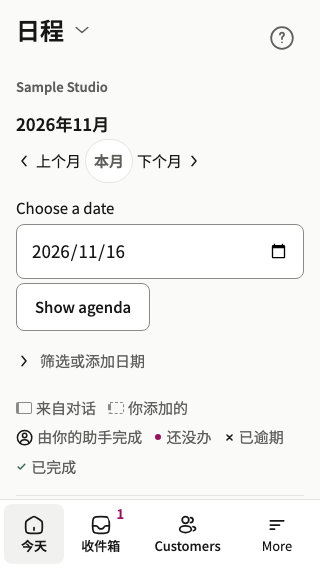 日程
Sample Studio
2026年11月
上个月 本月 下个月
Choose a date
2026/11/16
Show agenda
筛选或添加日期
来自对话 你添加的
由你的助手完成 还没办 已逾期
已完成
1
今天 收件箱 Customers More